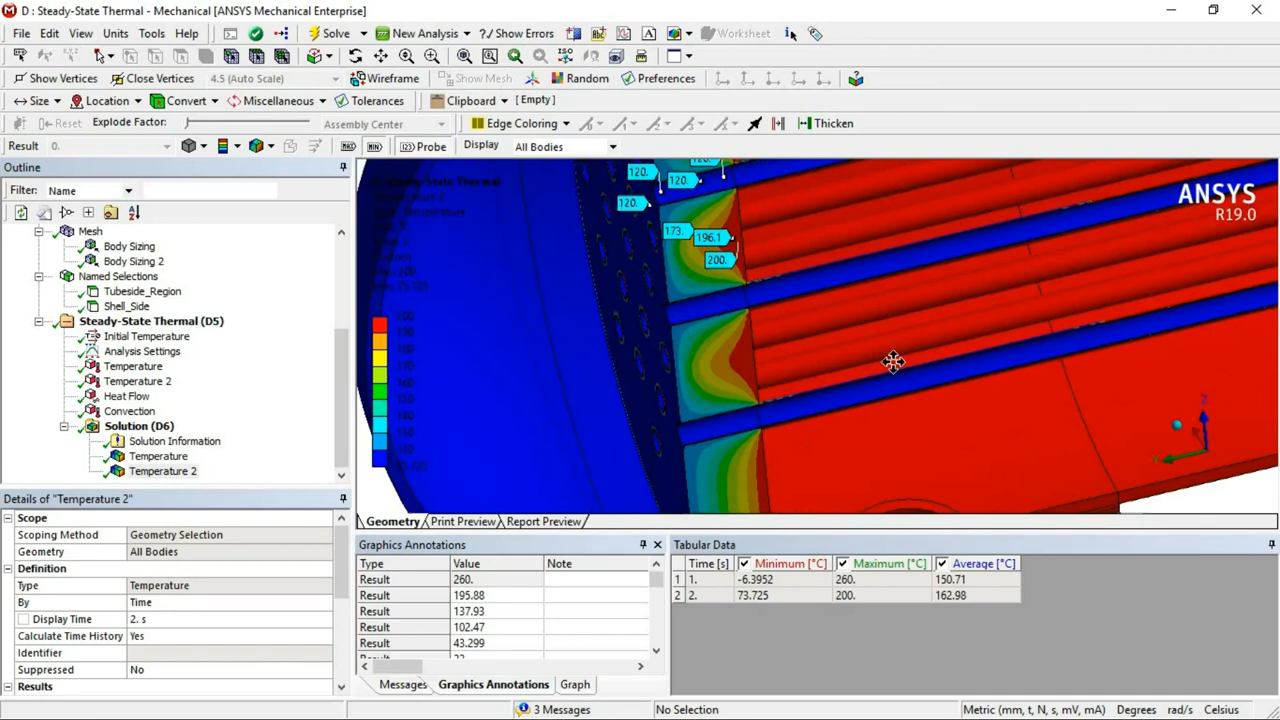 D : Steady-State Thermal - Mechanical [ANSYS Mechanical Enterprise]
File Edit View Units Tools Help Solve New Analysis ?/ Show Errors Worksheet
Show Vertices Close Vertices 4.5 (Auto Scale) Wireframe Show Mesh Random Preferences
Size Location Convert Miscellaneous Tolerances Clipboard [ Empty ]
Reset Explode Factor: Assembly Center Edge Coloring Thicken
Result 0. MAX MIN Probe Display All Bodies
Outline
Filter: Name
Mesh
Body Sizing
Body Sizing 2
Named Selections
Tubeside_Region
Shell_Side
Steady-State Thermal (D5)
Initial Temperature
Analysis Settings
Temperature
Temperature 2
Heat Flow
Convection
Solution (D6)
Solution Information
Temperature
Temperature 2
Details of "Temperature 2"
Scope
Scoping Method Geometry Selection
Geometry All Bodies
Definition
Type Temperature
By Time
Display Time 2. s
Calculate Time History Yes
Identifier
Suppressed No
Results
D: Steady-State Thermal
120.
120.
120.
120.
173.
196.1
200.
ANSYS
R19.0
Z
Y
Geometry Print Preview Report Preview
Graphics Annotations
Type Value Note
Result 260.
Result 195.88
Result 137.93
Result 102.47
Result 43.299
Messages Graphics Annotations Graph
Tabular Data
Time [s] Minimum [°C] Maximum [°C] Average [°C]
1 1. -6.3952 260. 150.71
2 2. 73.725 200. 162.98
3 Messages No Selection Metric (mm, t, N, s, mV, mA) Degrees rad/s Celsius